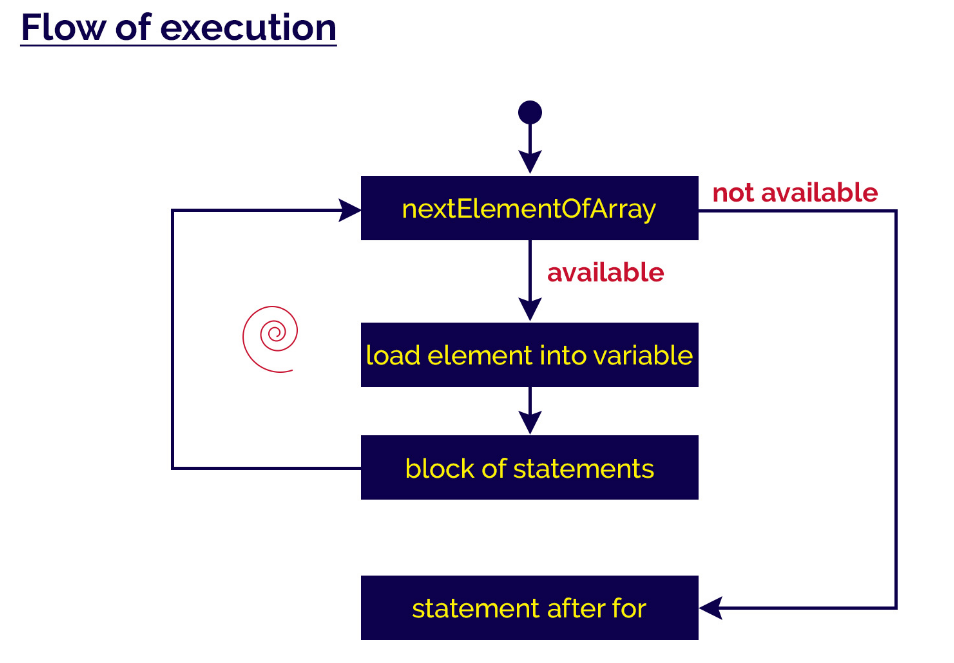 Flow of execution
not available
nextElementOfArray
available
load element into variable
block of statements
statement after for